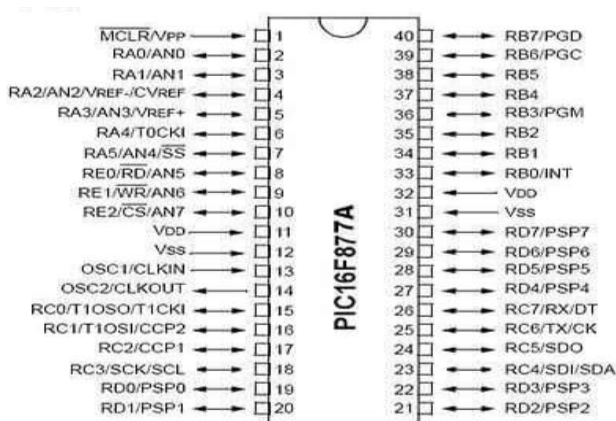 MCLR/VPP 1 40 RB7/PGD
RA0/AN0 2 39 RB6/PGC
RA1/AN1 3 38 RB5
RA2/AN2/VREF-/CVREF 4 37 RB4
RA3/AN3/VREF+ 5 36 RB3/PGM
RA4/T0CKI 6 35 RB2
RA5/AN4/SS 7 34 RB1
RE0/RD/AN5 8 33 RB0/INT
RE1/WR/AN6 9 32 VDD
RE2/CS/AN7 10 31 VSS
VDD 11 30 RD7/PSP7
VSS 12 29 RD6/PSP6
OSC1/CLKIN 13 28 RD5/PSP5
OSC2/CLKOUT 14 27 RD4/PSP4
RC0/T1OSO/T1CKI 15 26 RC7/RX/DT
RC1/T1OSI/CCP2 16 25 RC6/TX/CK
RC2/CCP1 17 24 RC5/SDO
RC3/SCK/SCL 18 23 RC4/SDI/SDA
RD0/PSP0 19 22 RD3/PSP3
RD1/PSP1 20 21 RD2/PSP2
PIC16F877A